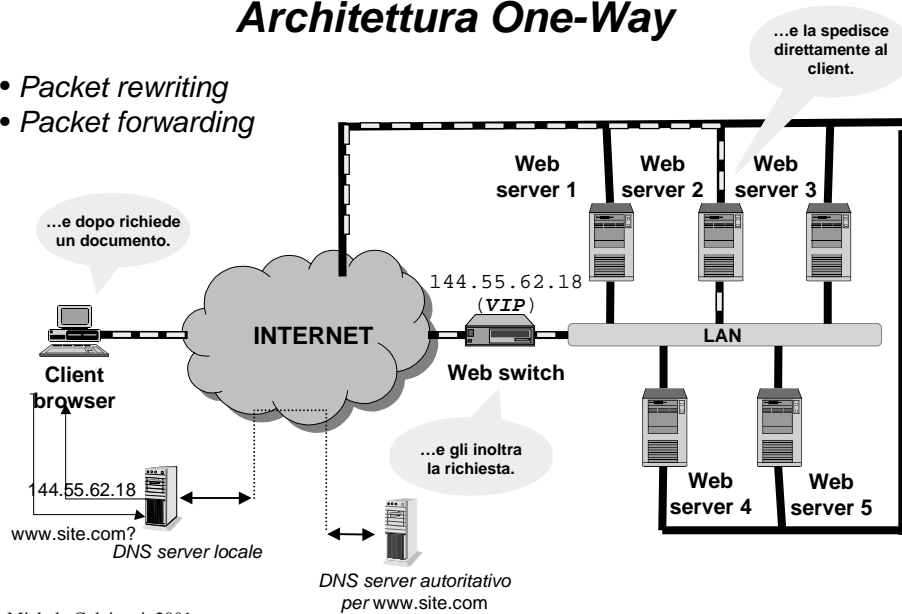 Architettura One-Way
• Packet rewriting
• Packet forwarding
…e la spedisce
direttamente al
client.
Web
server 1
Web
server 2
Web
server 3
…e dopo richiede
un documento.
144.55.62.18
(VIP)
INTERNET
LAN
Client
browser
Web switch
…e gli inoltra
la richiesta.
Web
server 4
Web
server 5
144.55.62.18
www.site.com?
DNS server locale
DNS server autoritativo
per www.site.com